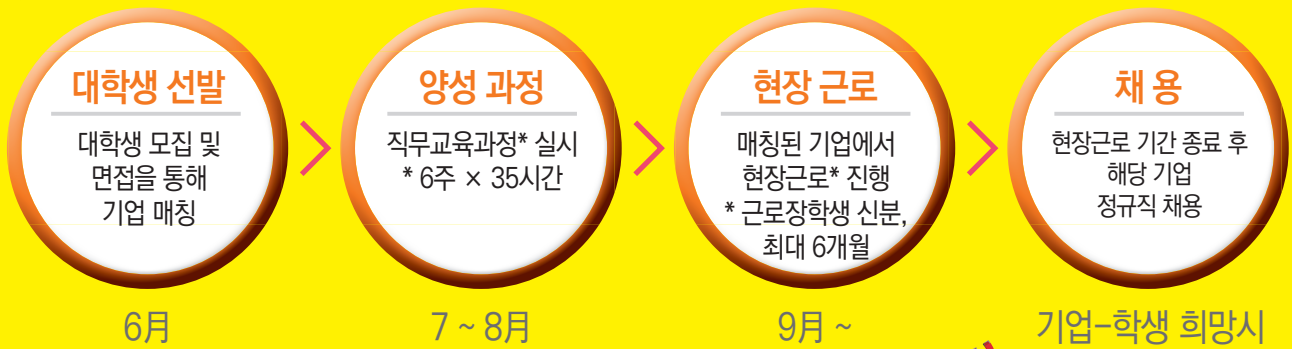 대학생 선발
대학생 모집 및
면접을 통해
기업 매칭
6月
양성 과정
직무교육과정* 실시
* 6주 × 35시간
7 ~ 8月
현장 근로
매칭된 기업에서
현장근로* 진행
* 근로장학생 신분,
최대 6개월
9月 ~
채 용
현장근로 기간 종료 후
해당 기업
정규직 채용
기업-학생 희망시